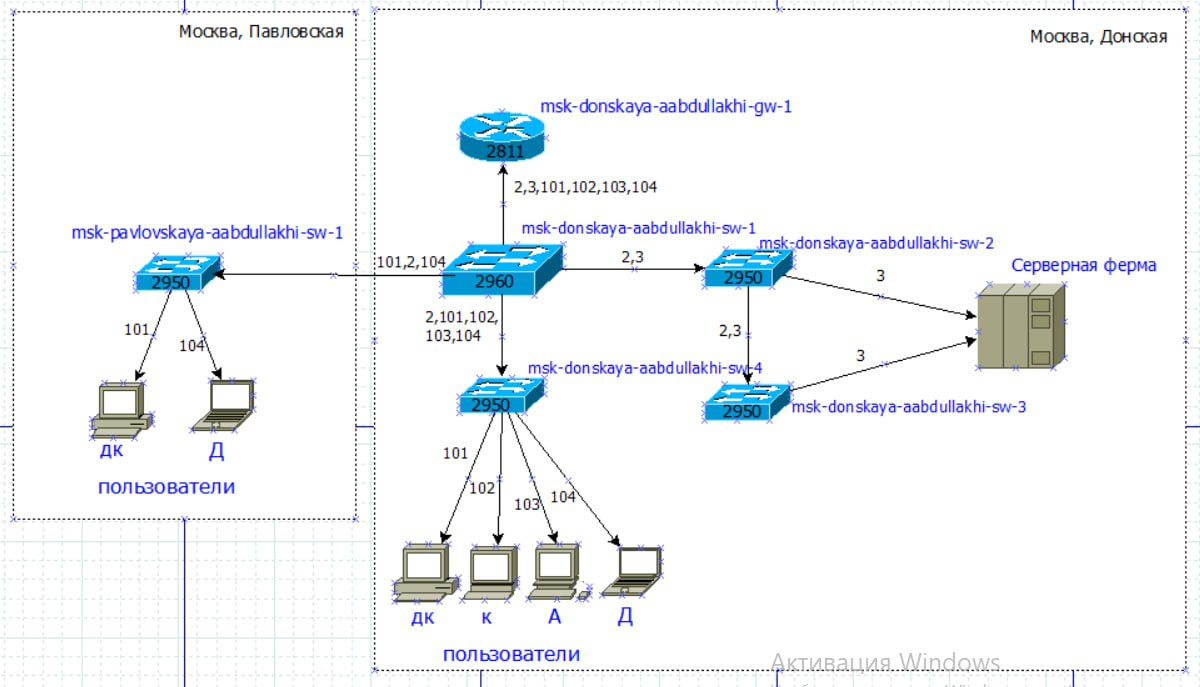 Москва, Павловская
Москва, Донская
msk-donskaya-aabdullakhi-gw-1
2811
2,3,101,102,103,104
msk-pavlovskaya-aabdullakhi-sw-1
2950
101
104
дк
Д
пользователи
101,2,104
msk-donskaya-aabdullakhi-sw-1
2960
2,3
msk-donskaya-aabdullakhi-sw-2
2950
3
Серверная ферма
2,101,102,
103,104
2,3
3
msk-donskaya-aabdullakhi-sw-4
2950
2950
msk-donskaya-aabdullakhi-sw-3
101
102
103
104
дк
к
А
Д
пользователи
Активация Windows